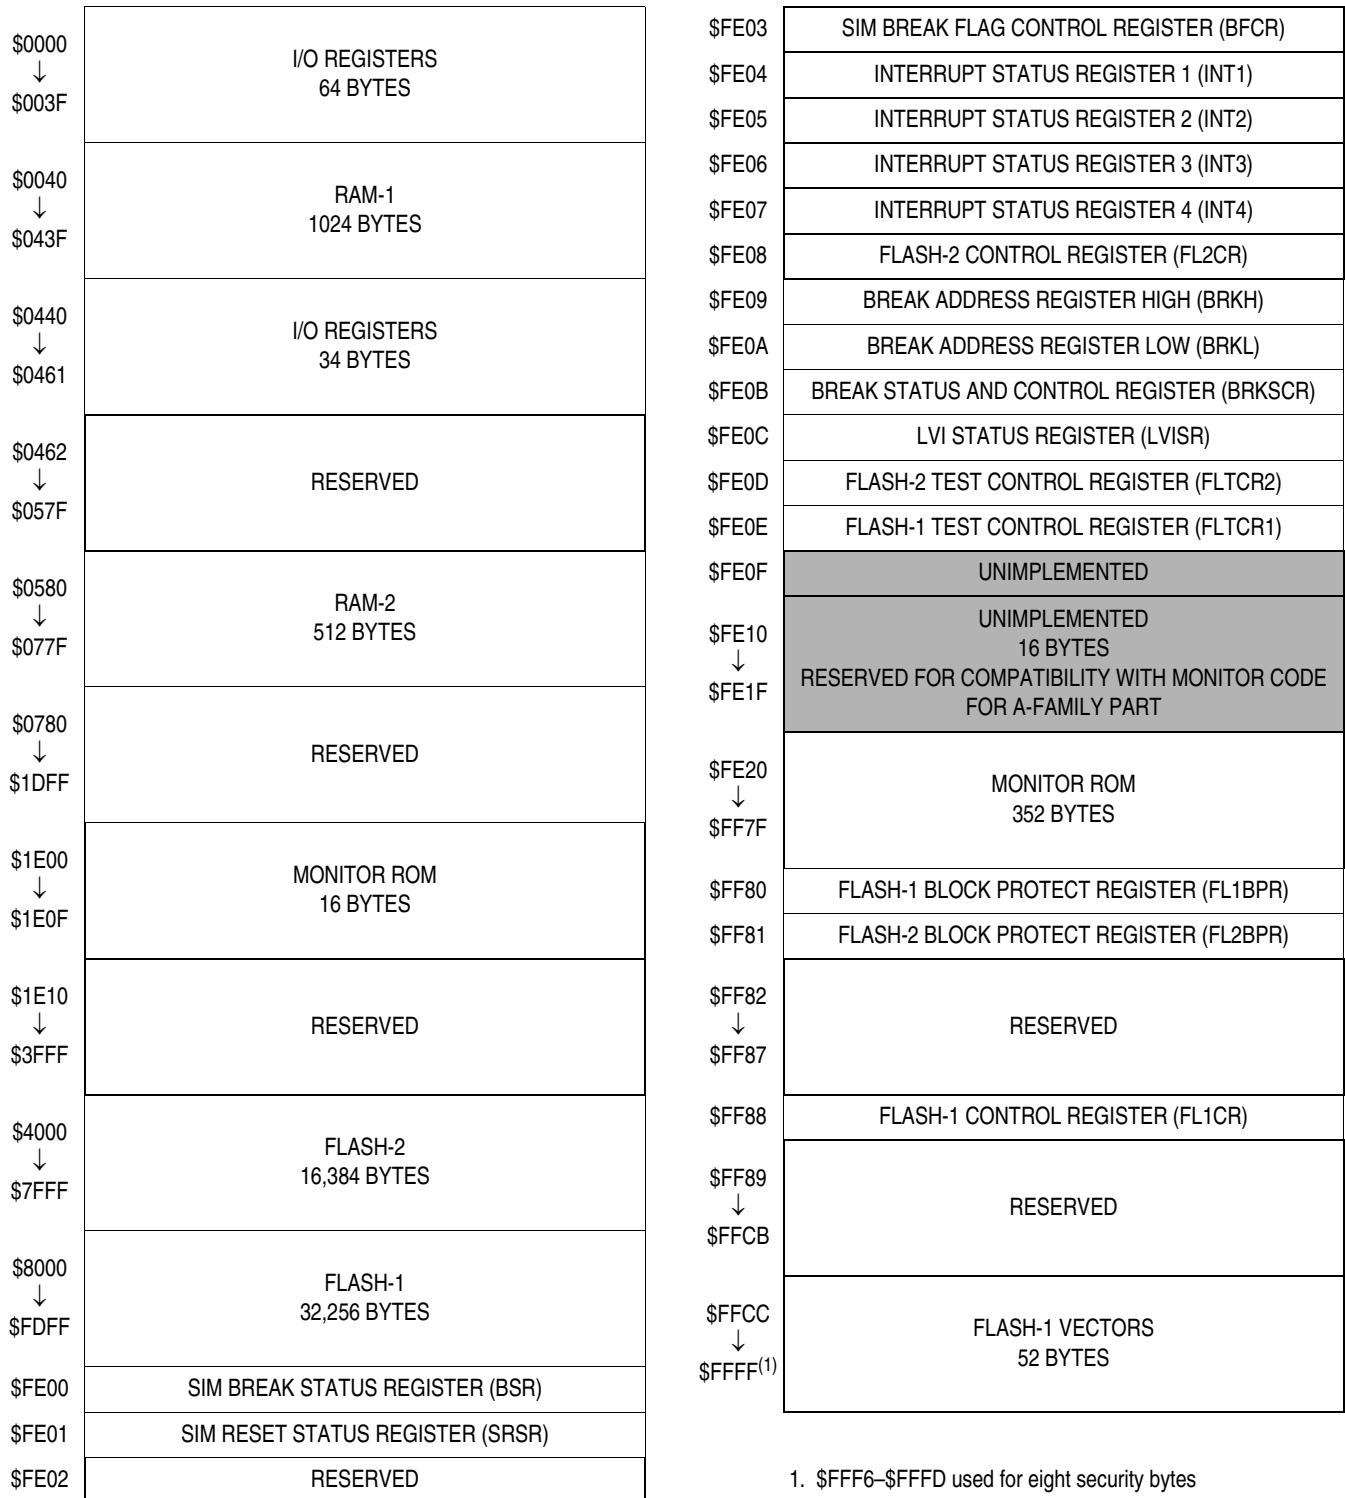 $0000
↓
$003F
I/O REGISTERS
64 BYTES
$0040
↓
$043F
RAM-1
1024 BYTES
$0440
↓
$0461
I/O REGISTERS
34 BYTES
$0462
↓
$057F
RESERVED
$0580
↓
$077F
RAM-2
512 BYTES
$0780
↓
$1DFF
RESERVED
$1E00
↓
$1E0F
MONITOR ROM
16 BYTES
$1E10
↓
$3FFF
RESERVED
$4000
↓
$7FFF
FLASH-2
16,384 BYTES
$8000
↓
$FDFF
FLASH-1
32,256 BYTES
$FE00 SIM BREAK STATUS REGISTER (BSR)
$FE01 SIM RESET STATUS REGISTER (SRSR)
$FE02 RESERVED
$FE03 SIM BREAK FLAG CONTROL REGISTER (BFCR)
$FE04 INTERRUPT STATUS REGISTER 1 (INT1)
$FE05 INTERRUPT STATUS REGISTER 2 (INT2)
$FE06 INTERRUPT STATUS REGISTER 3 (INT3)
$FE07 INTERRUPT STATUS REGISTER 4 (INT4)
$FE08 FLASH-2 CONTROL REGISTER (FL2CR)
$FE09 BREAK ADDRESS REGISTER HIGH (BRKH)
$FE0A BREAK ADDRESS REGISTER LOW (BRKL)
$FE0B BREAK STATUS AND CONTROL REGISTER (BRKSCR)
$FE0C LVI STATUS REGISTER (LVISR)
$FE0D FLASH-2 TEST CONTROL REGISTER (FLTCR2)
$FE0E FLASH-1 TEST CONTROL REGISTER (FLTCR1)
$FE0F UNIMPLEMENTED
$FE10
↓
$FE1F
UNIMPLEMENTED
16 BYTES
RESERVED FOR COMPATIBILITY WITH MONITOR CODE
FOR A-FAMILY PART
$FE20
↓
$FF7F
MONITOR ROM
352 BYTES
$FF80 FLASH-1 BLOCK PROTECT REGISTER (FL1BPR)
$FF81 FLASH-2 BLOCK PROTECT REGISTER (FL2BPR)
$FF82
↓
$FF87
RESERVED
$FF88 FLASH-1 CONTROL REGISTER (FL1CR)
$FF89
↓
$FFCB
RESERVED
$FFCC
↓
$FFFF(1)
FLASH-1 VECTORS
52 BYTES
1. $FFF6–$FFFD used for eight security bytes